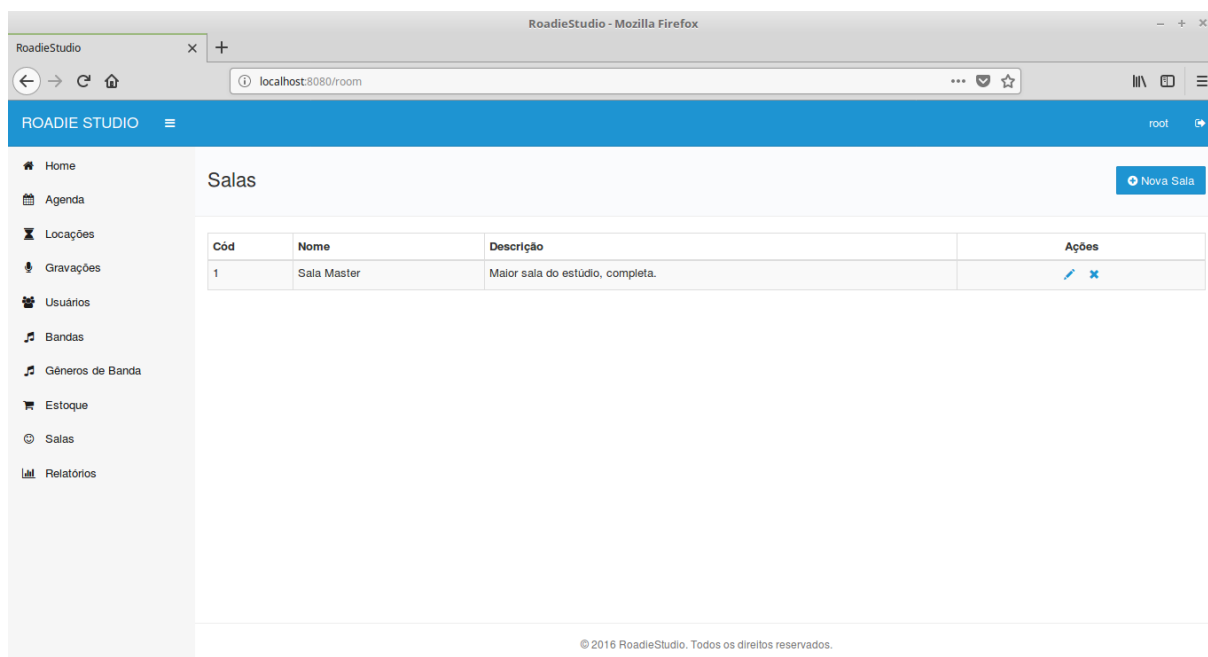 RoadieStudio - Mozilla Firefox
RoadieStudio
localhost:8080/room
ROADIE STUDIO
root
Home
Agenda
Locações
Gravações
Usuários
Bandas
Gêneros de Banda
Estoque
Salas
Relatórios
Salas
Nova Sala
Cód Nome Descrição Ações
1 Sala Master Maior sala do estúdio, completa.
© 2016 RoadieStudio. Todos os direitos reservados.